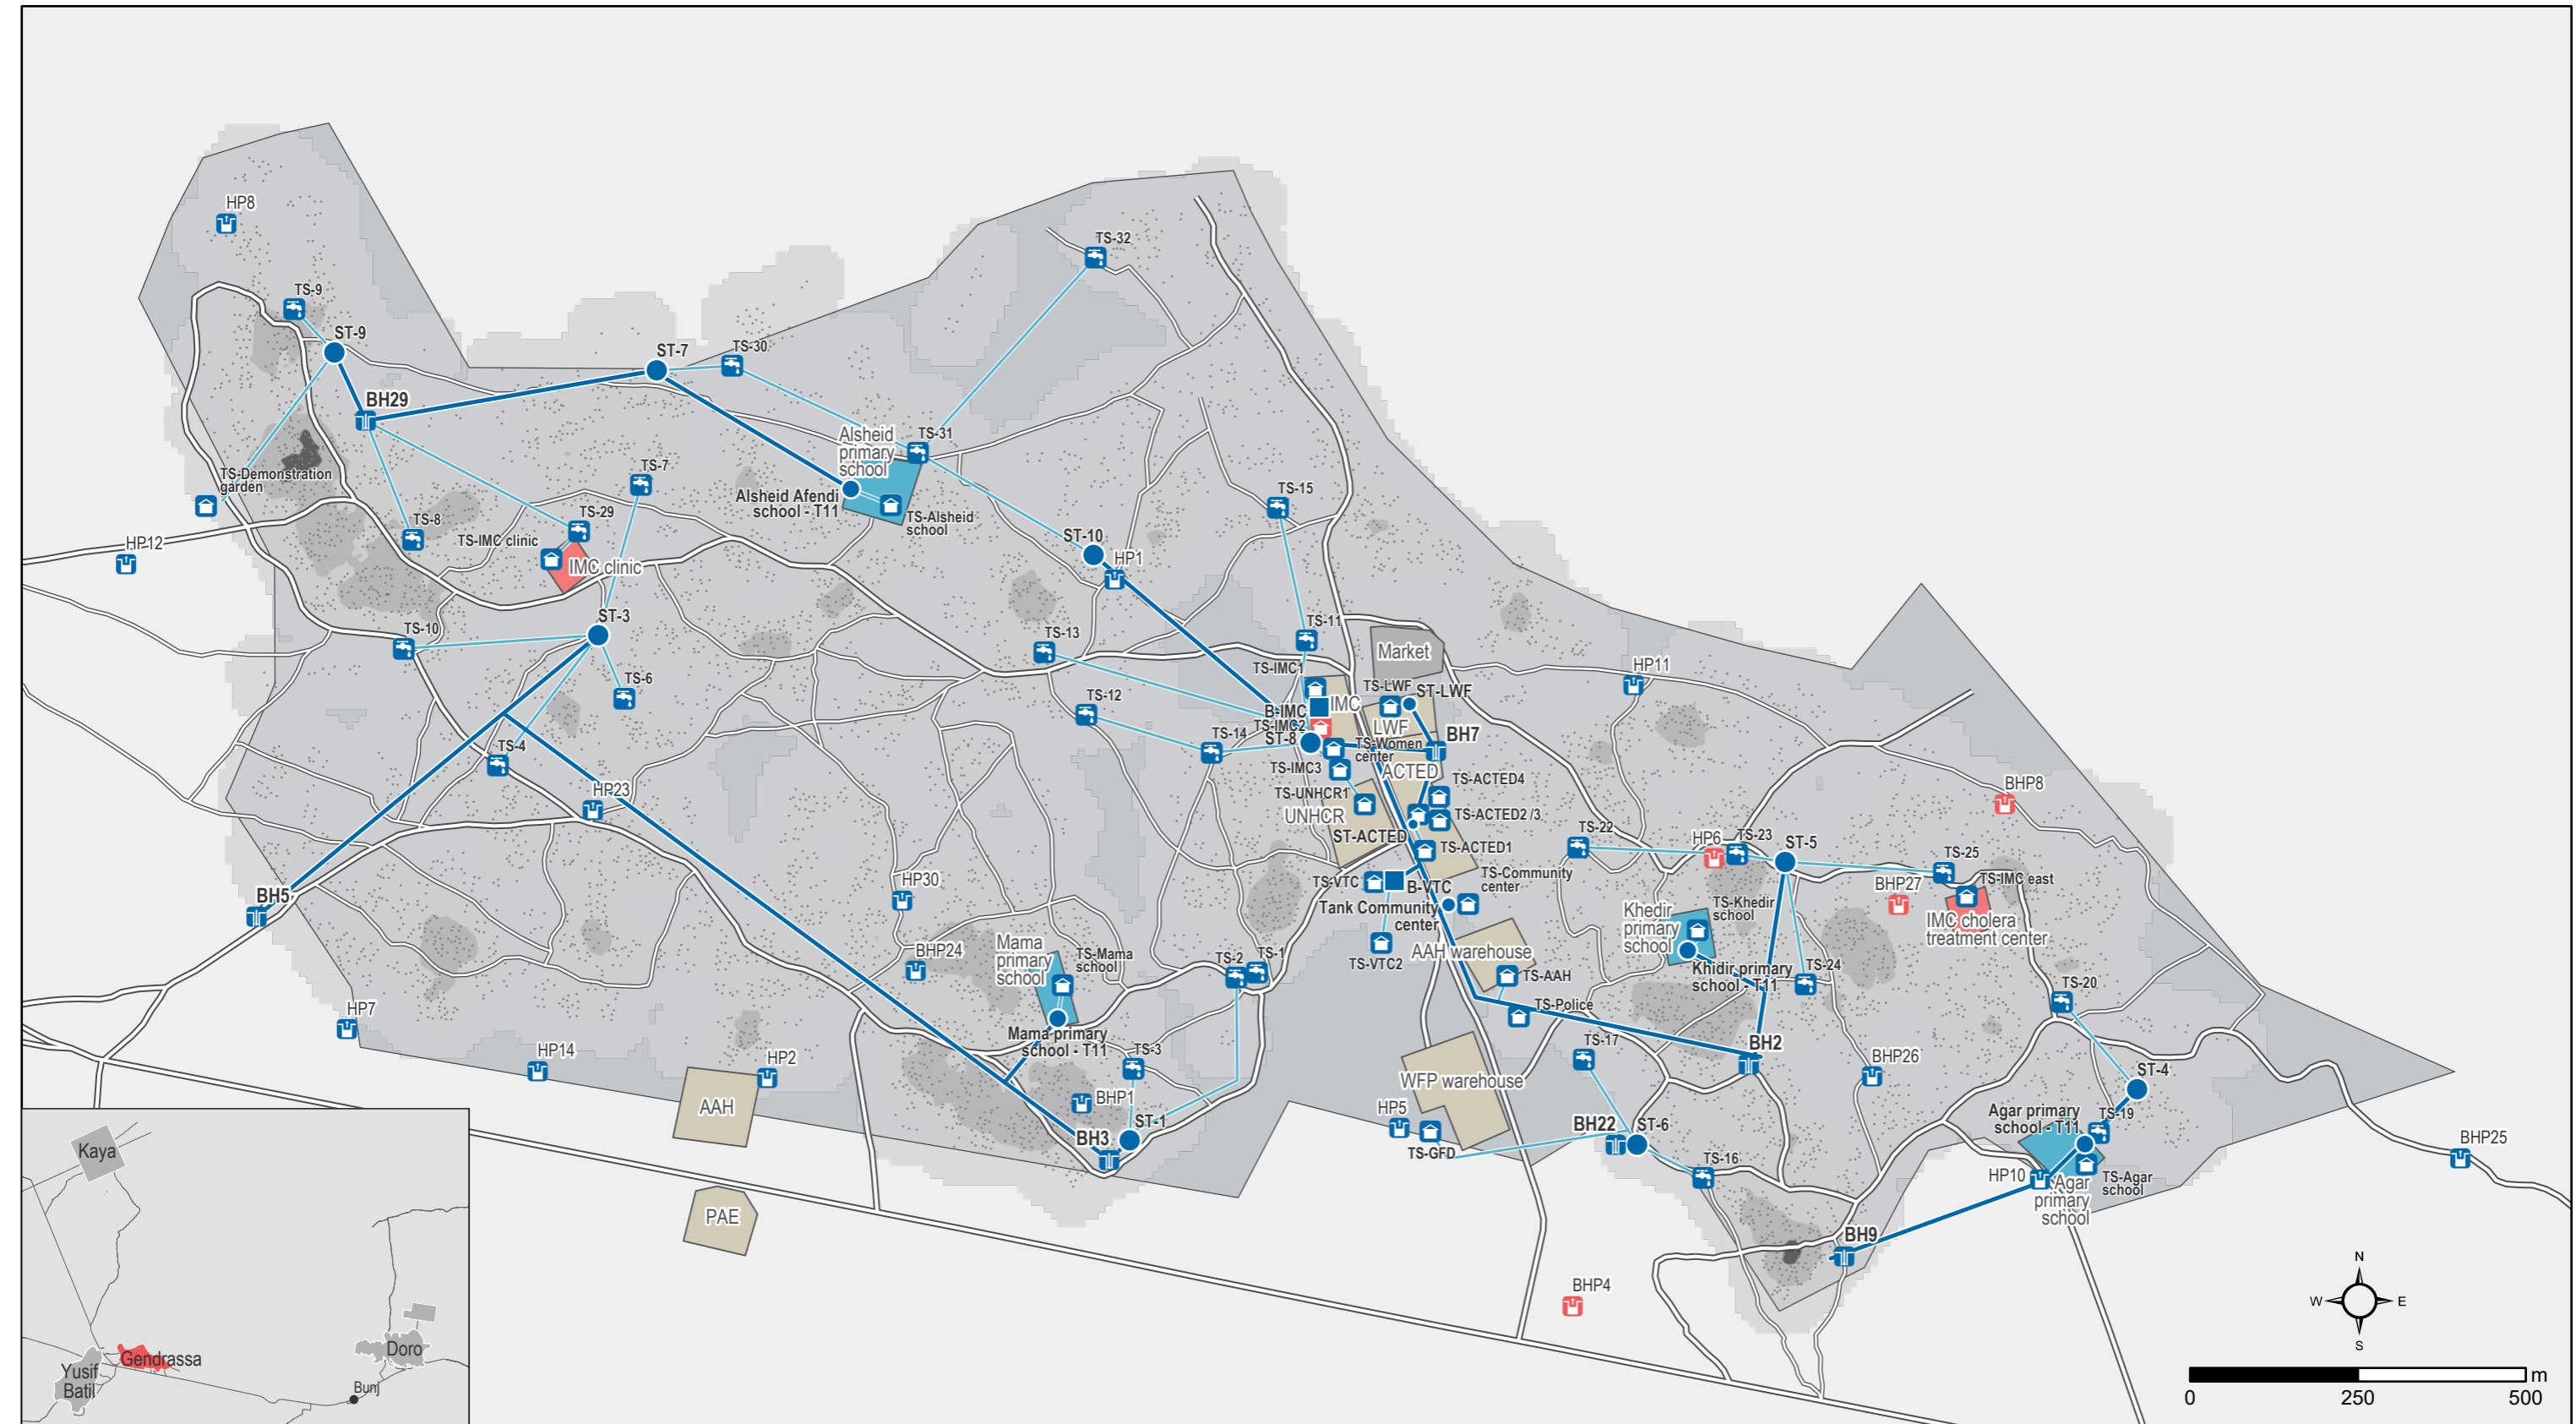 HP8
TS-32
TS-9
ST-9
ST-7
TS-30
BH29
Alsheid
primary
school
TS-31
TS-7
TS-Demonstration
garden
Alsheid Afendi
school - T11
TS-15
TS-8
TS-29
TS-Alsheid
school
HP12
TS-IMC clinic
IMC clinic
ST-10
HP1
ST-3
TS-10
TS-13
TS-11
Market
TS-IMC1
HP11
TS-6
TS-12
TS-LWF
ST-LWF
B-IMC
IMC
TS-IMC2
LWF
ST-8
BH7
TS-14
TS-Women
center
TS-4
TS-IMC3
ACTED
TS-ACTED4
HP23
TS-UNHCR1
BHP8
UNHCR
TS-ACTED2 /3
ST-ACTED
TS-22
HP6
TS-23
ST-5
TS-ACTED1
TS-25
HP30
TS-VTC
B-VTC
TS-Community
center
BHP27
TS-IMC east
BH5
Tank Community
center
Khedir
primary
school
TS-Khedir
school
IMC cholera
treatment center
BHP24
Mama
primary
school
TS-Mama
school
TS-2
TS-1
TS-VTC2
AAH warehouse
TS-AAH
Khidir primary
school - T11
TS-24
TS-20
HP7
TS-Police
Mama primary
school - T11
HP14
HP2
TS-3
TS-17
BH2
BHP26
WFP warehouse
ST-4
AAH
BHP1
HP5
BH22
ST-6
Agar primary
school - T11
TS-19
BH3
ST-1
TS-GFD
TS-16
HP10
TS-Agar
school
BHP25
Agar
primary
school
PAE
BH9
BHP4
Kaya
Gendrassa
Doro
Yusif
Batil
Bunj
N
W
E
S
m
0
250
500